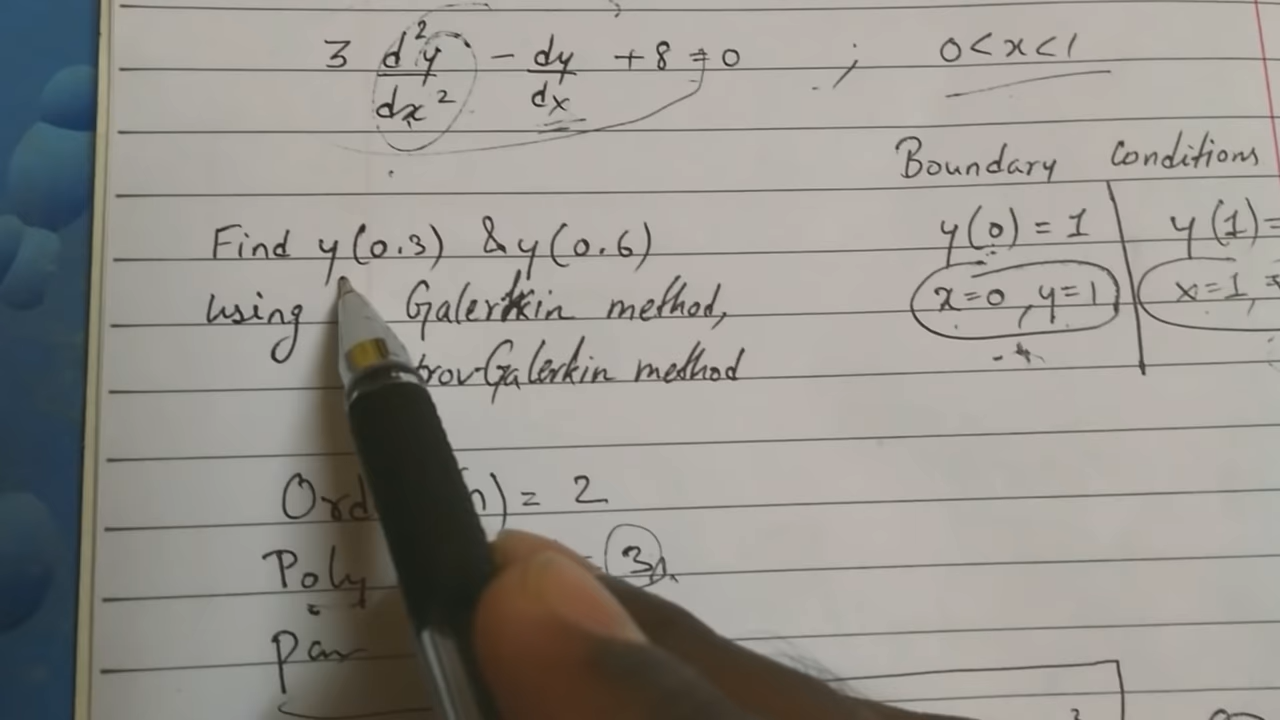 3 d²y/dx² - dy/dx + 8 = 0 ; 0 < x < 1
Boundary Conditions
Find y(0.3) & y(0.6)
y(0) = 1 y(1) =
using Galerkin method,
x=0, y=1 x=1,
trov-Galerkin method
= 2
Poly 3